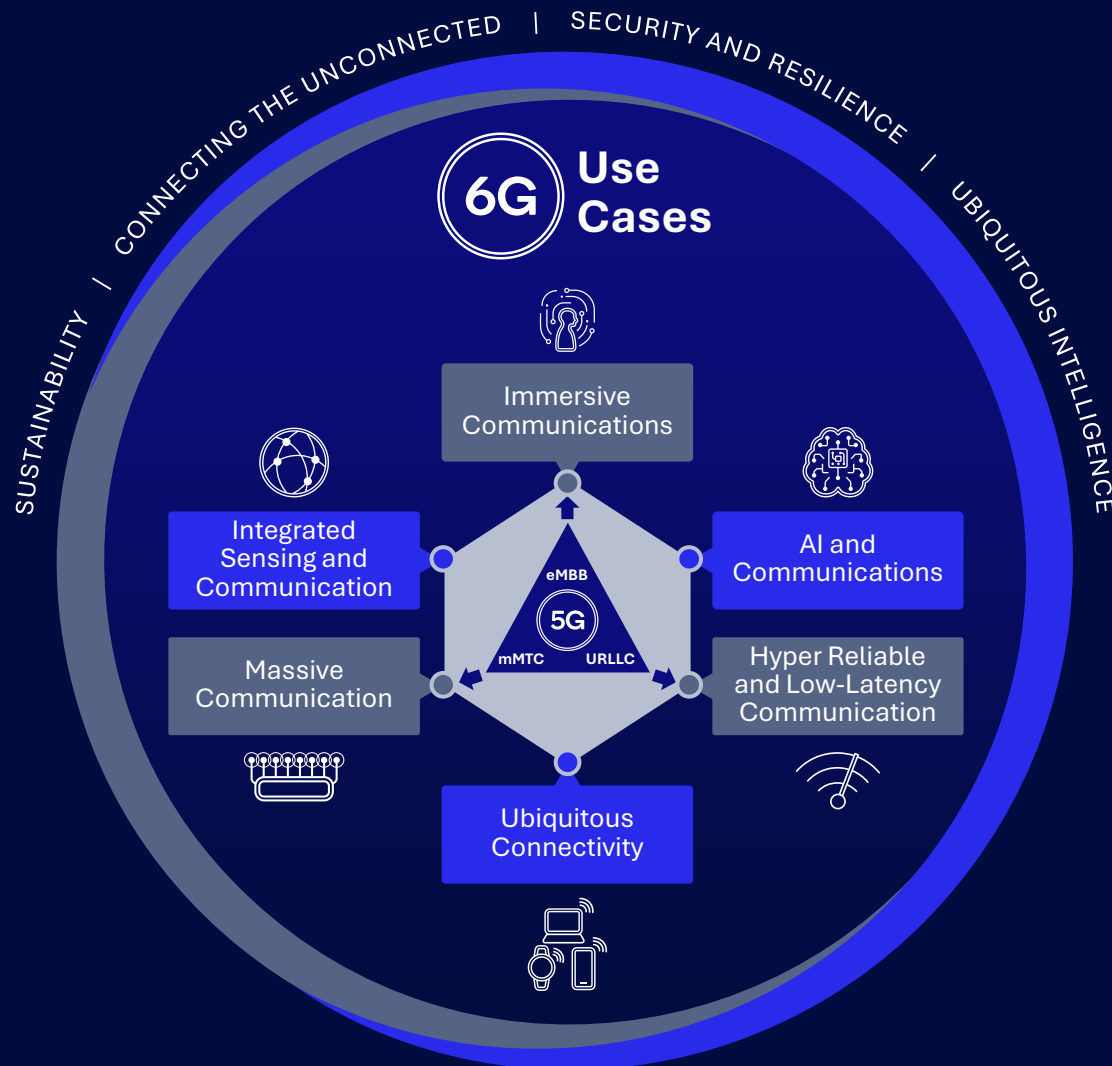 SUSTAINABILITY | CONNECTING THE UNCONNECTED | SECURITY AND RESILIENCE | UBIQUITOUS INTELLIGENCE
6G
Use
Cases
Immersive
Communications
Integrated
Sensing and
Communication
AI and
Communications
eMBB
5G
mMTC
URLLC
Massive
Communication
Hyper Reliable
and Low-Latency
Communication
Ubiquitous
Connectivity